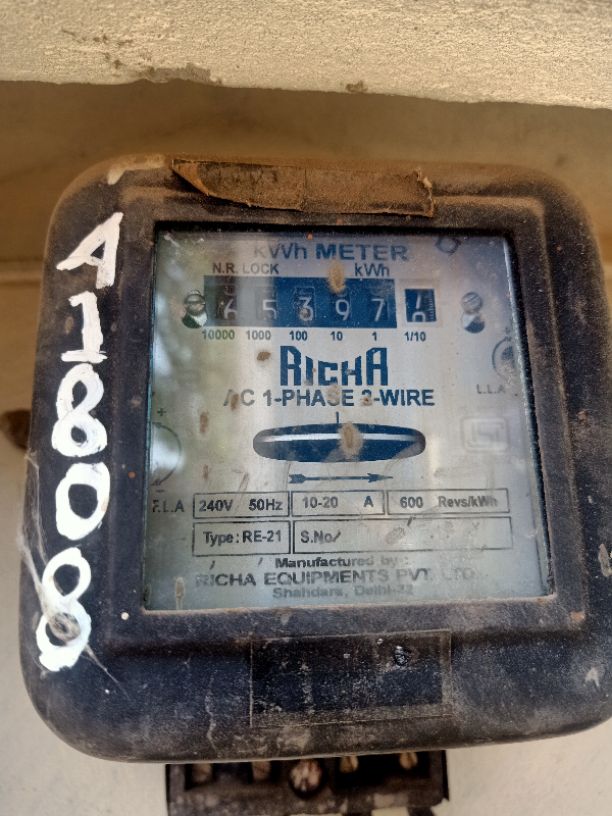 A1808
KWh METER
N.R. LOCK kWh
6 5 3 9 7
10000 1000 100 10 1 1/10
RICHA
AC 1-PHASE 2-WIRE
L.L.A
F.L.A 240V 50Hz 10-20 A 600 Revs/kWh
Type: RE-21 S.No/
Manufactured by :
RICHA EQUIPMENTS PVT. LTD.
Shahdara, Delhi-32